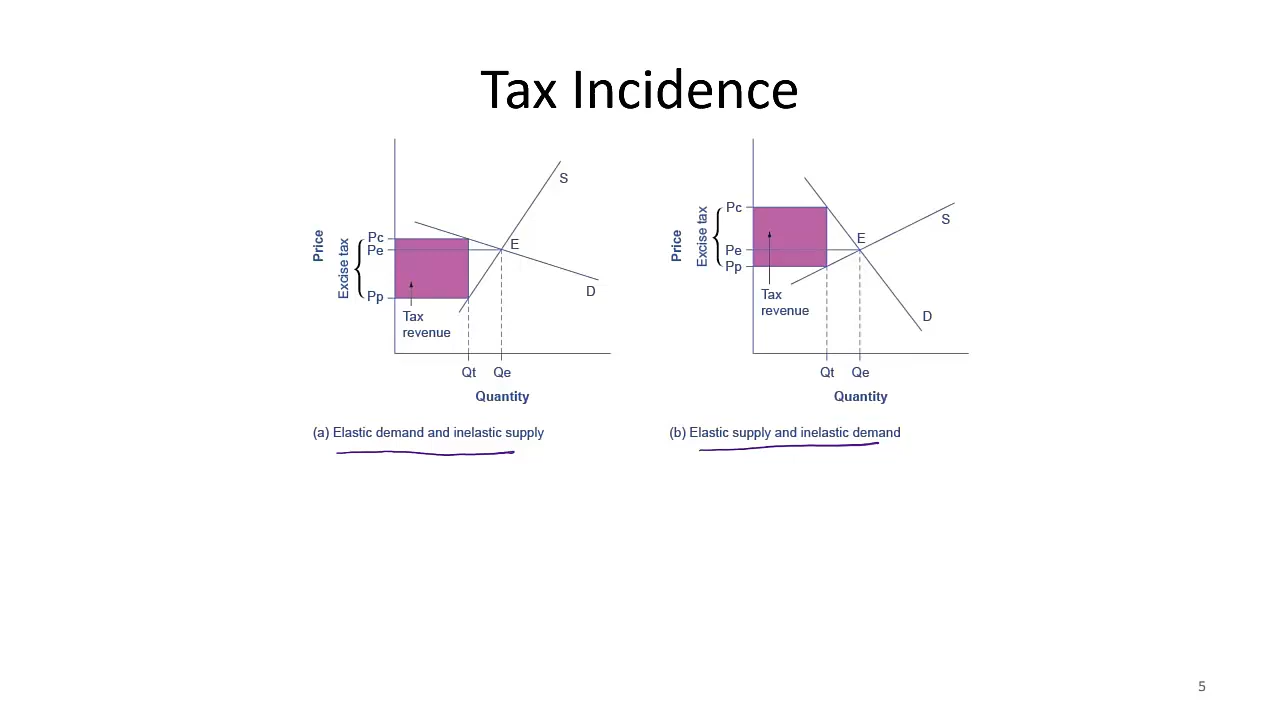 Tax Incidence
Price
Excise tax
Pc
Pe
Pp
S
E
D
Tax
revenue
Qt Qe
Quantity
(a) Elastic demand and inelastic supply
Price
Excise tax
Pc
Pe
Pp
E
S
D
Tax
revenue
Qt Qe
Quantity
(b) Elastic supply and inelastic demand
5